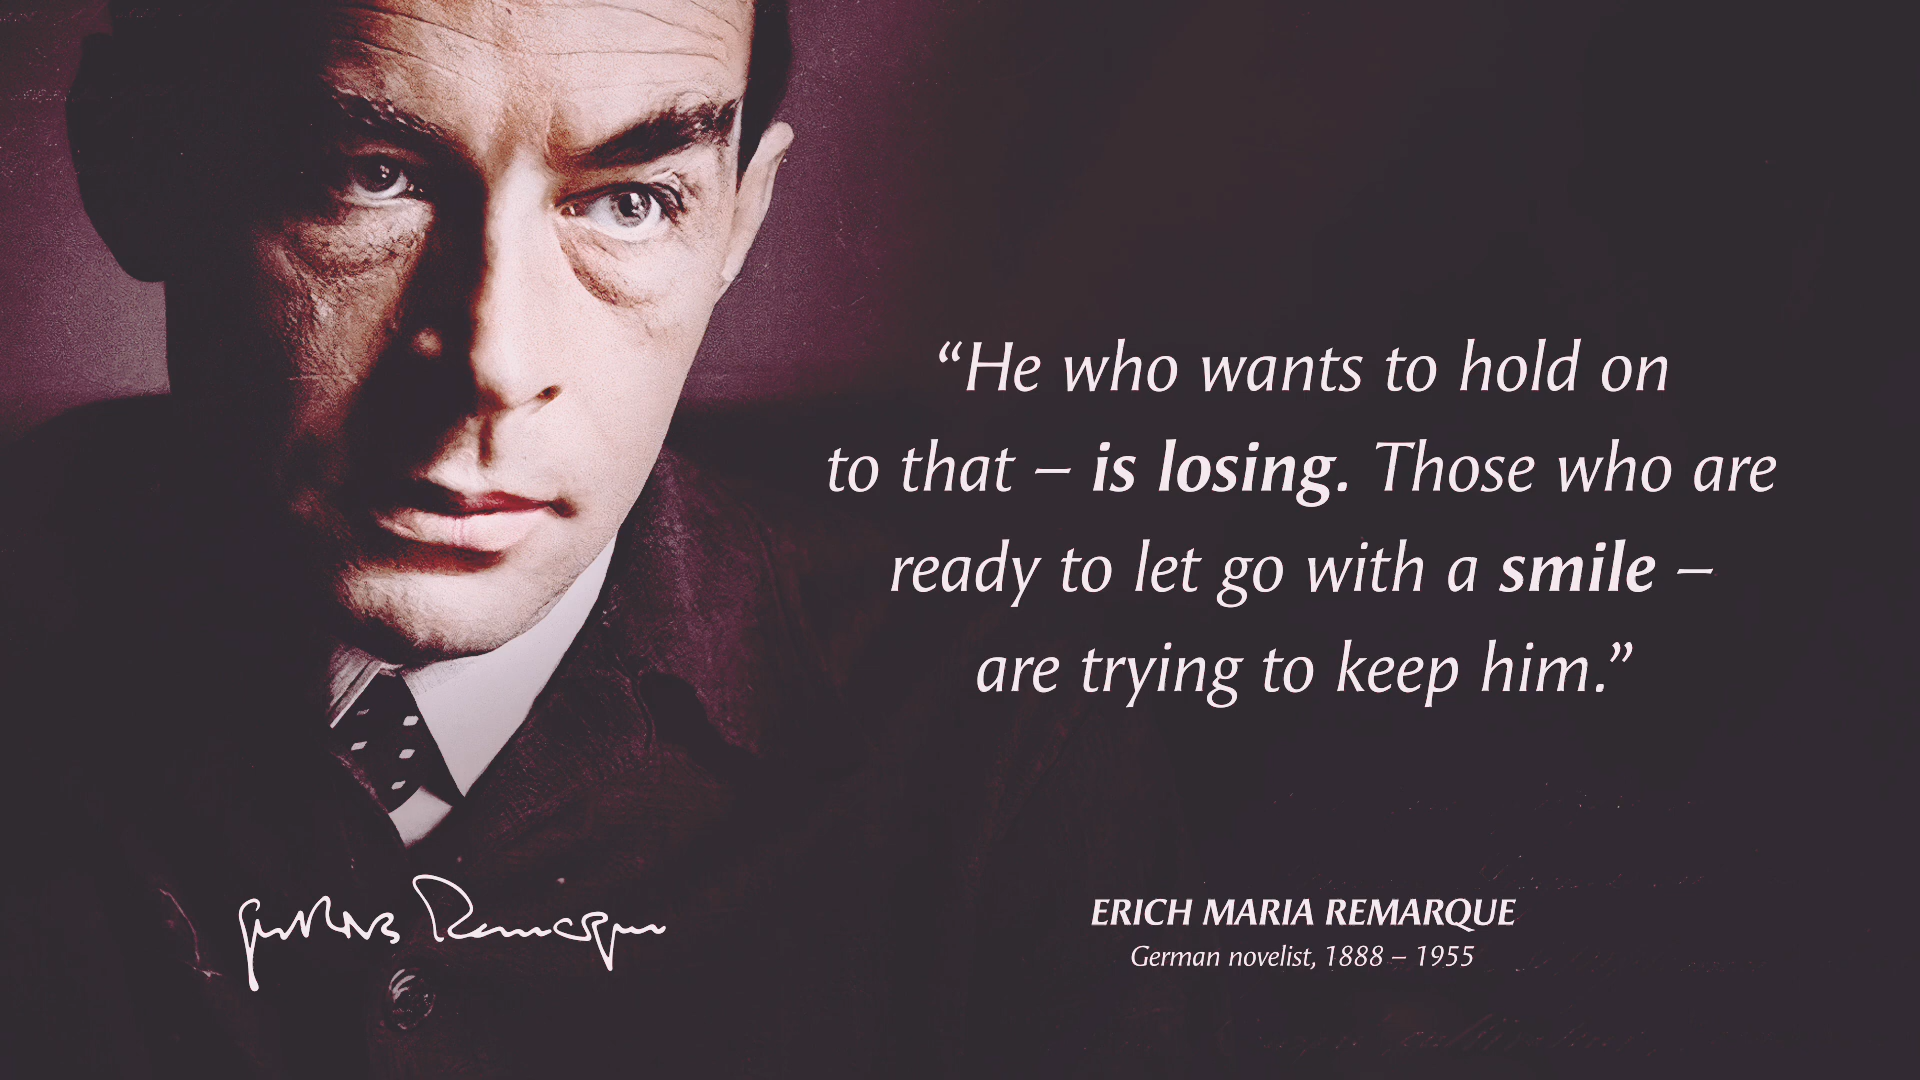 “He who wants to hold on
to that – is losing. Those who are
ready to let go with a smile –
are trying to keep him.”
Remarque
ERICH MARIA REMARQUE
German novelist, 1888 – 1955